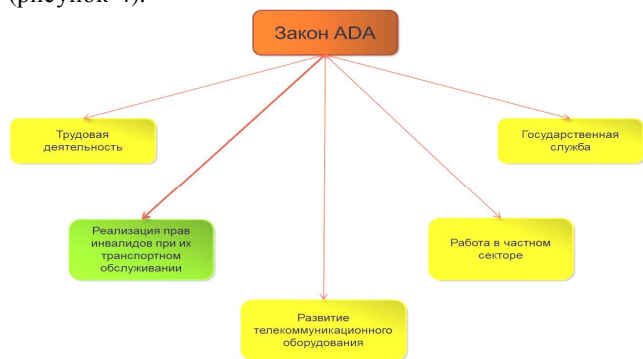 (рисунок 4).
Закон ADA
Трудовая
деятельность
Государственная
служба
Реализация прав
инвалидов при их
транспортном
обслуживании
Работа в частном
секторе
Развитие
телекоммуникационного
оборудования